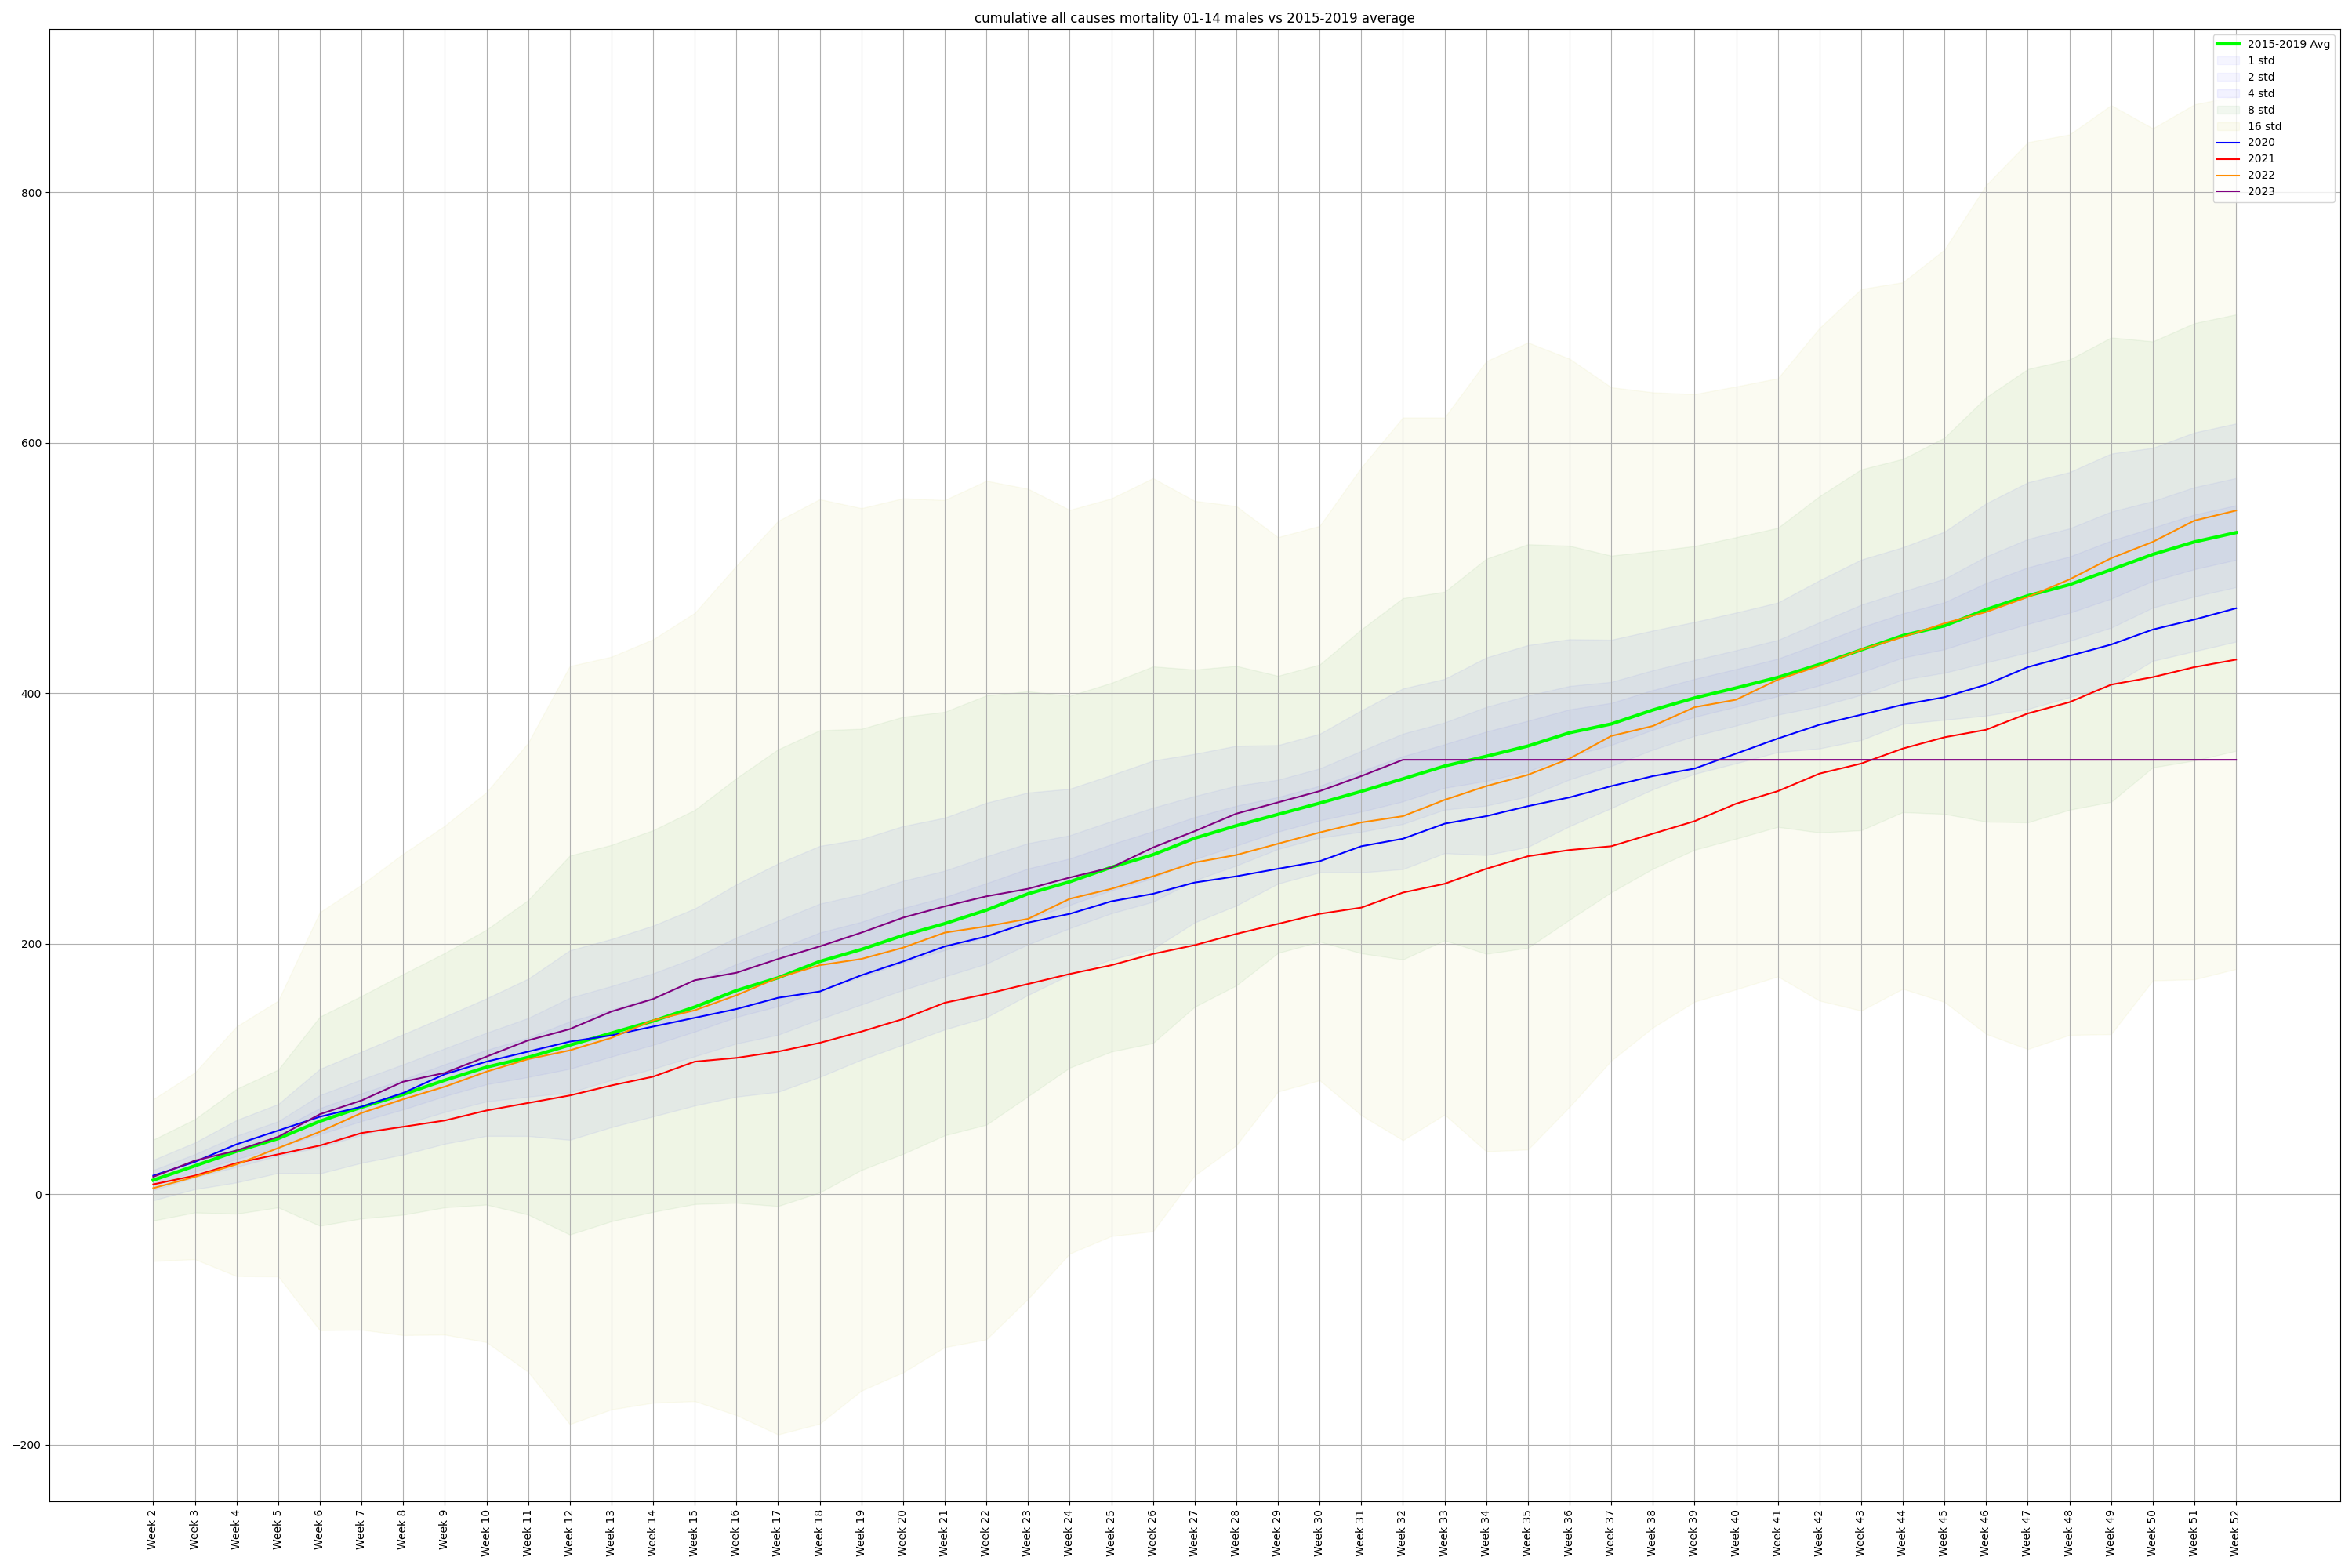 cumulative all causes mortality 01-14 males vs 2015-2019 average
2015-2019 Avg
1 std
2 std
4 std
8 std
16 std
2020
2021
2022
2023
800
600
400
200
0
−200
Week 2
Week 3
Week 4
Week 5
Week 6
Week 7
Week 8
Week 9
Week 10
Week 11
Week 12
Week 13
Week 14
Week 15
Week 16
Week 17
Week 18
Week 19
Week 20
Week 21
Week 22
Week 23
Week 24
Week 25
Week 26
Week 27
Week 28
Week 29
Week 30
Week 31
Week 32
Week 33
Week 34
Week 35
Week 36
Week 37
Week 38
Week 39
Week 40
Week 41
Week 42
Week 43
Week 44
Week 45
Week 46
Week 47
Week 48
Week 49
Week 50
Week 51
Week 52